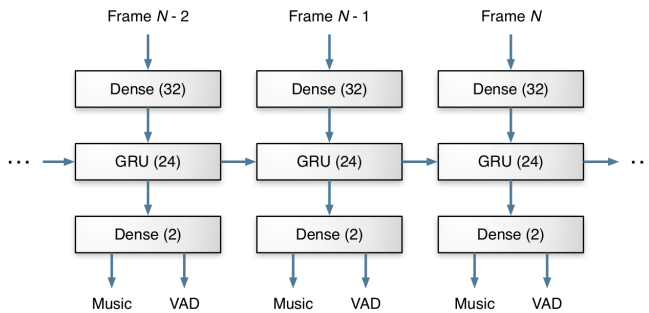 Frame N - 2 Frame N - 1 Frame N
Dense (32) Dense (32) Dense (32)
... GRU (24) GRU (24) GRU (24) ..
Dense (2) Dense (2) Dense (2)
Music VAD Music VAD Music VAD